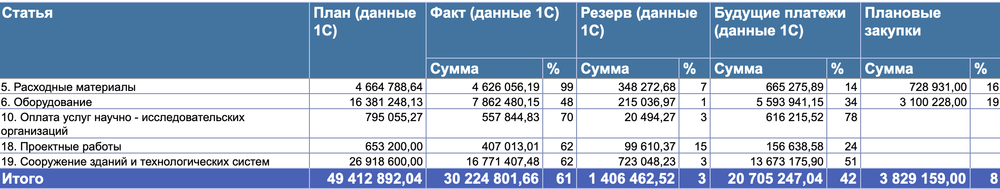 Статья План (данные 1С) Факт (данные 1С) Резерв (данные 1С) Будущие платежи (данные 1С) Плановые закупки
Сумма % Сумма % Сумма % Сумма %
5. Расходные материалы 4 664 788,64 4 626 056,19 99 348 272,68 7 665 275,89 14 728 931,00 16
6. Оборудование 16 381 248,13 7 862 480,15 48 215 036,97 1 5 593 941,15 34 3 100 228,00 19
10. Оплата услуг научно - исследовательских 795 055,27 557 844,83 70 20 494,27 3 616 215,52 78
организаций
18. Проектные работы 653 200,00 407 013,01 62 99 610,37 15 156 638,58 24
19. Сооружение зданий и технологических систем 26 918 600,00 16 771 407,48 62 723 048,23 3 13 673 175,90 51
Итого 49 412 892,04 30 224 801,66 61 1 406 462,52 3 20 705 247,04 42 3 829 159,00 8